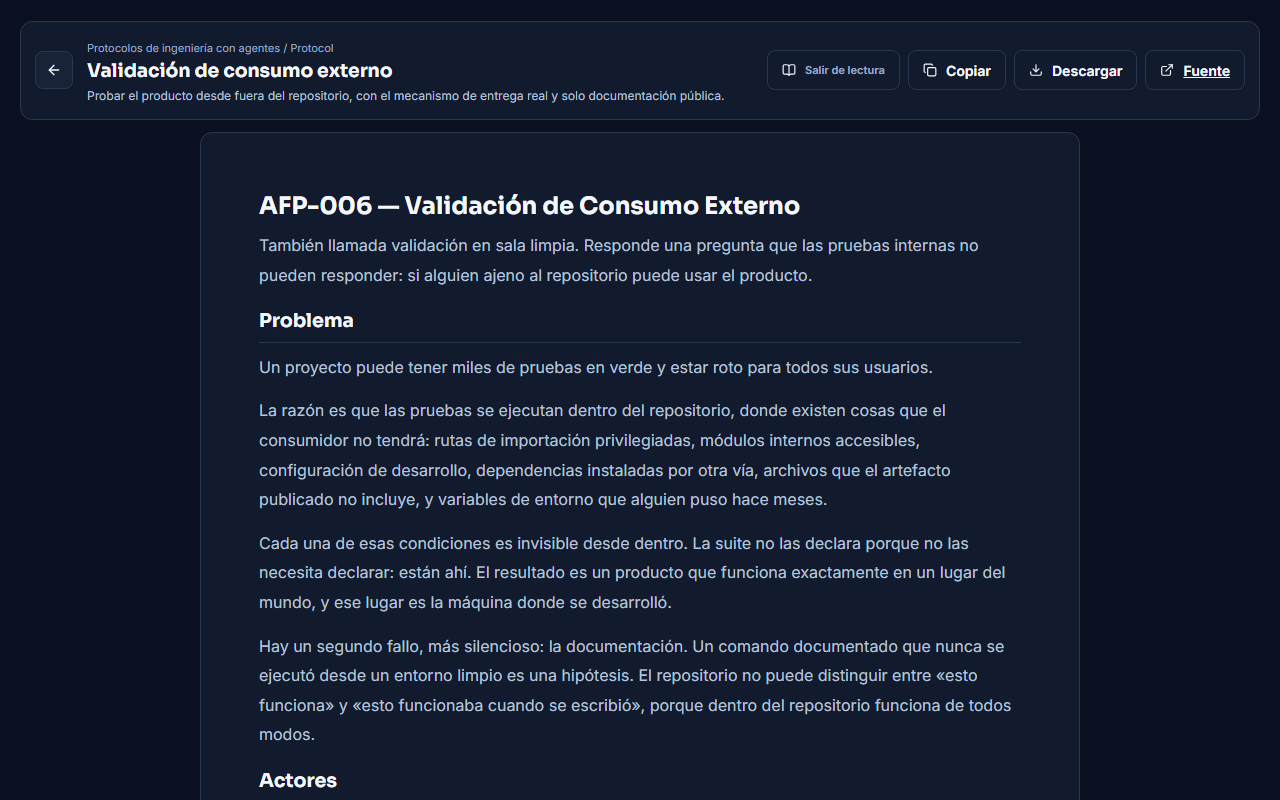 Protocolos de ingeniería con agentes / Protocol
Validación de consumo externo
Probar el producto desde fuera del repositorio, con el mecanismo de entrega real y solo documentación pública.
Salir de lectura
Copiar
Descargar
Fuente
AFP-006 — Validación de Consumo Externo
También llamada validación en sala limpia. Responde una pregunta que las pruebas internas no
pueden responder: si alguien ajeno al repositorio puede usar el producto.
Problema
Un proyecto puede tener miles de pruebas en verde y estar roto para todos sus usuarios.
La razón es que las pruebas se ejecutan dentro del repositorio, donde existen cosas que el
consumidor no tendrá: rutas de importación privilegiadas, módulos internos accesibles,
configuración de desarrollo, dependencias instaladas por otra vía, archivos que el artefacto
publicado no incluye, y variables de entorno que alguien puso hace meses.
Cada una de esas condiciones es invisible desde dentro. La suite no las declara porque no las
necesita declarar: están ahí. El resultado es un producto que funciona exactamente en un lugar del
mundo, y ese lugar es la máquina donde se desarrolló.
Hay un segundo fallo, más silencioso: la documentación. Un comando documentado que nunca se
ejecutó desde un entorno limpio es una hipótesis. El repositorio no puede distinguir entre «esto
funciona» y «esto funcionaba cuando se escribió», porque dentro del repositorio funciona de todos
modos.
Actores